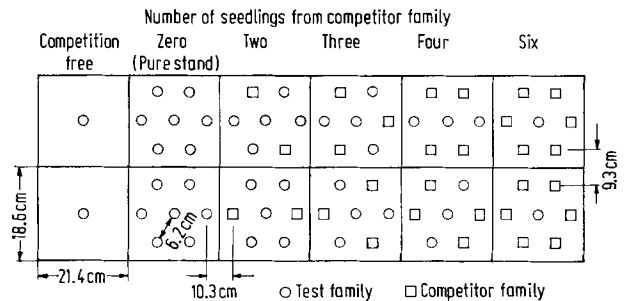 Number of seedlings from competitor family
Competition free
Zero (Pure stand)
Two
Three
Four
Six
18.6cm
6.2cm
9.3cm
21.4cm
10.3cm
Test family
Competitor family